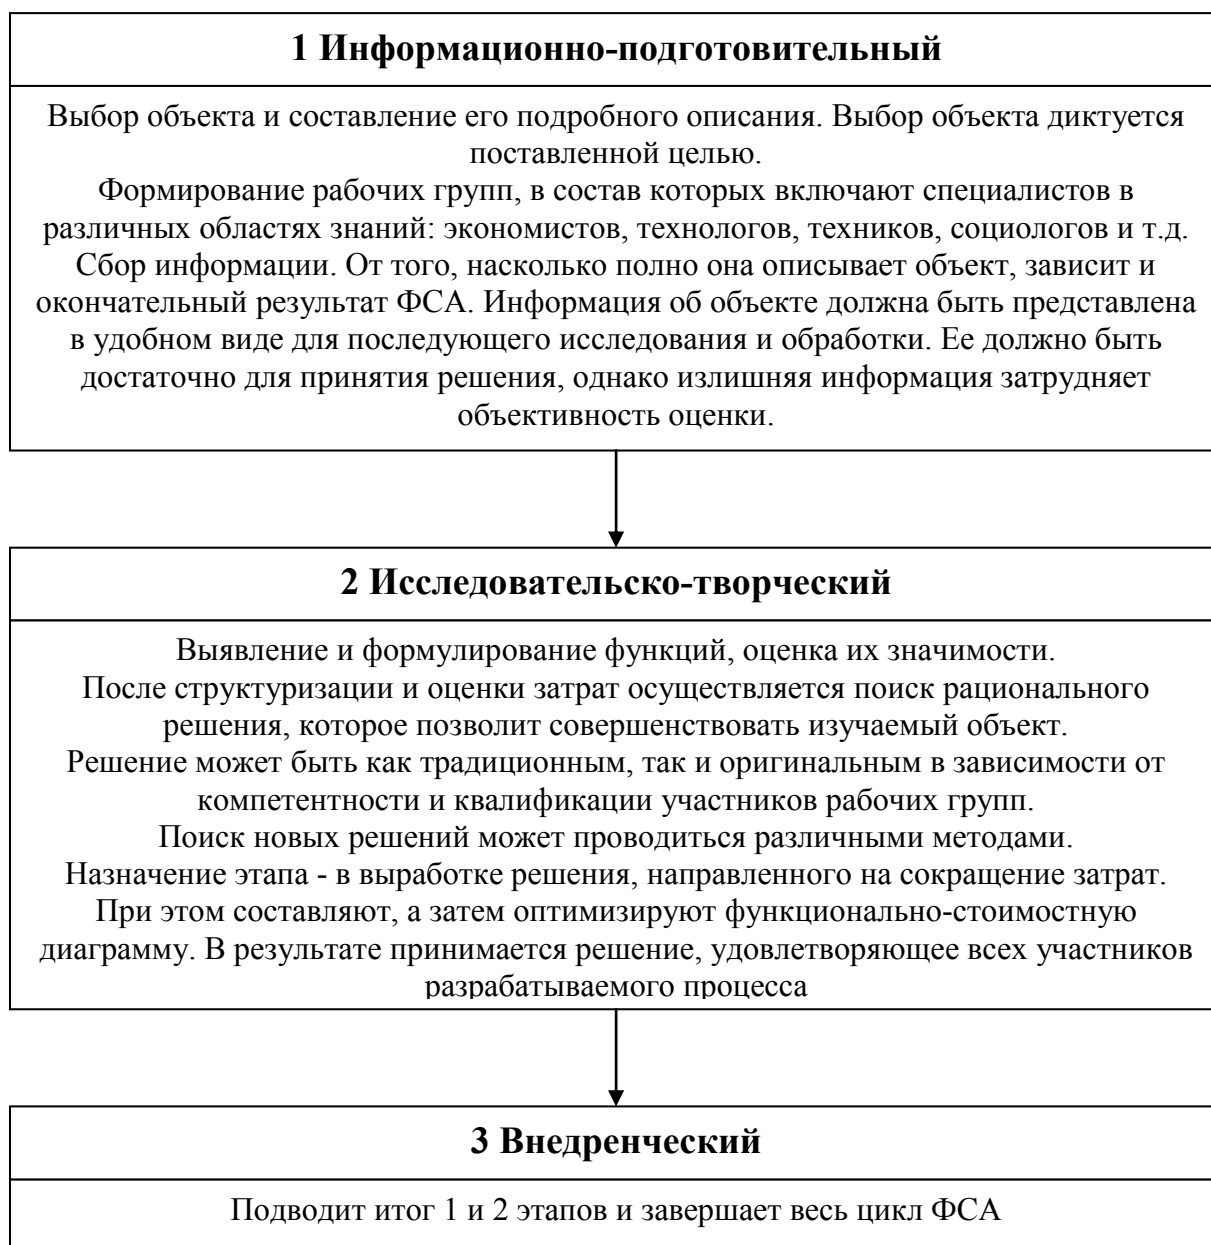 1 Информационно-подготовительный
Выбор объекта и составление его подробного описания. Выбор объекта диктуется
поставленной целью.
Формирование рабочих групп, в состав которых включают специалистов в
различных областях знаний: экономистов, технологов, техников, социологов и т.д.
Сбор информации. От того, насколько полно она описывает объект, зависит и
окончательный результат ФСА. Информация об объекте должна быть представлена
в удобном виде для последующего исследования и обработки. Ее должно быть
достаточно для принятия решения, однако излишняя информация затрудняет
объективность оценки.
2 Исследовательско-творческий
Выявление и формулирование функций, оценка их значимости.
После структуризации и оценки затрат осуществляется поиск рационального
решения, которое позволит совершенствовать изучаемый объект.
Решение может быть как традиционным, так и оригинальным в зависимости от
компетентности и квалификации участников рабочих групп.
Поиск новых решений может проводиться различными методами.
Назначение этапа - в выработке решения, направленного на сокращение затрат.
При этом составляют, а затем оптимизируют функционально-стоимостную
диаграмму. В результате принимается решение, удовлетворяющее всех участников
разрабатываемого процесса
3 Внедренческий
Подводит итог 1 и 2 этапов и завершает весь цикл ФСА